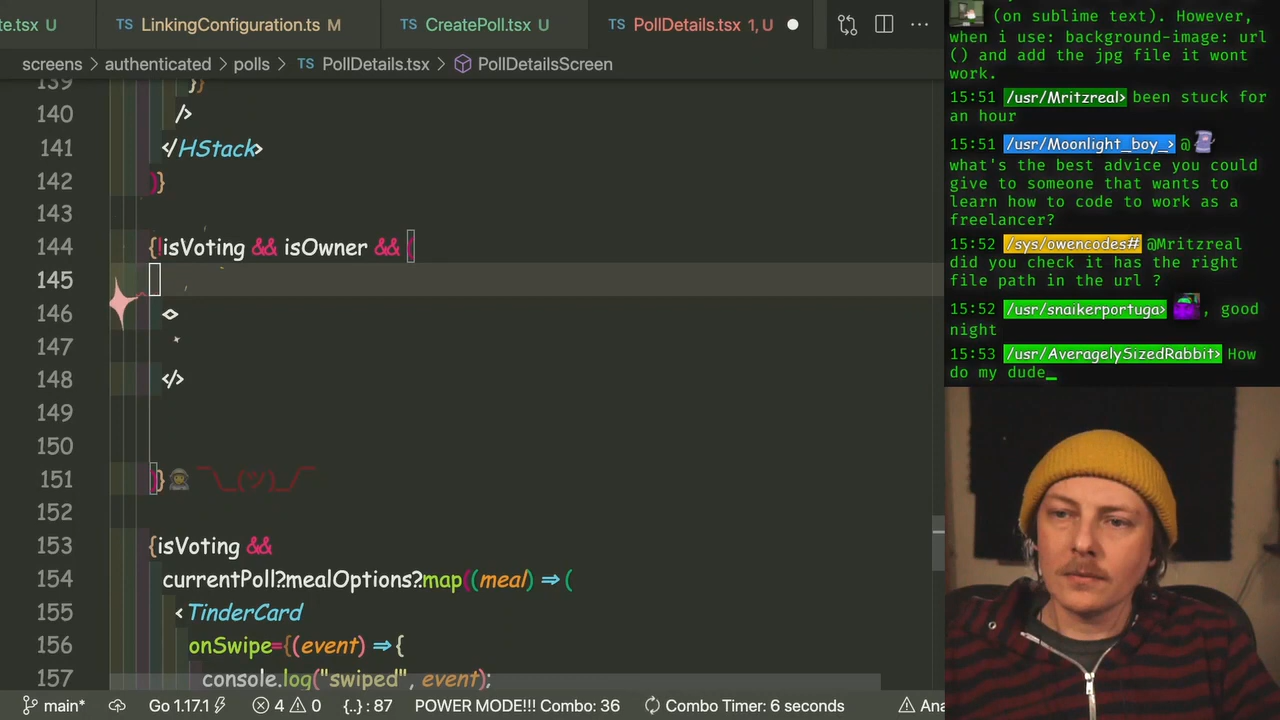 te.tsx U
TS LinkingConfiguration.ts M
TS CreatePoll.tsx U
TS PollDetails.tsx 1, U
screens > authenticated > polls > TS PollDetails.tsx > PollDetailsScreen
139 }}
140 />
141 </HStack>
142 )}
143
144 {!isVoting && isOwner && (
145
146 <>
147
148 </>
149
150
151 )} ¯\_(ツ)_/¯
152
153 {isVoting &&
154 currentPoll?.mealOptions?.map((meal) => (
155 <TinderCard
156 onSwipe={(event) => {
157 console.log("swiped", event);
main* Go 1.17.1 4 0 {..} : 87 POWER MODE!!! Combo: 36 Combo Timer: 6 seconds Ana
(on sublime text). However,
when i use: background-image: url
() and add the jpg file it wont
work.
15:51 /usr/Mritzreal> been stuck for
an hour
15:51 /usr/Moonlight_boy_> @
what's the best advice you could
give to someone that wants to
learn how to code to work as a
freelancer?
15:52 /sys/owencodes# @Mritzreal
did you check it has the right
file path in the url ?
15:52 /usr/snaikerportuga> , good
night
15:53 /usr/AveragelySizedRabbit> How
do my dude_